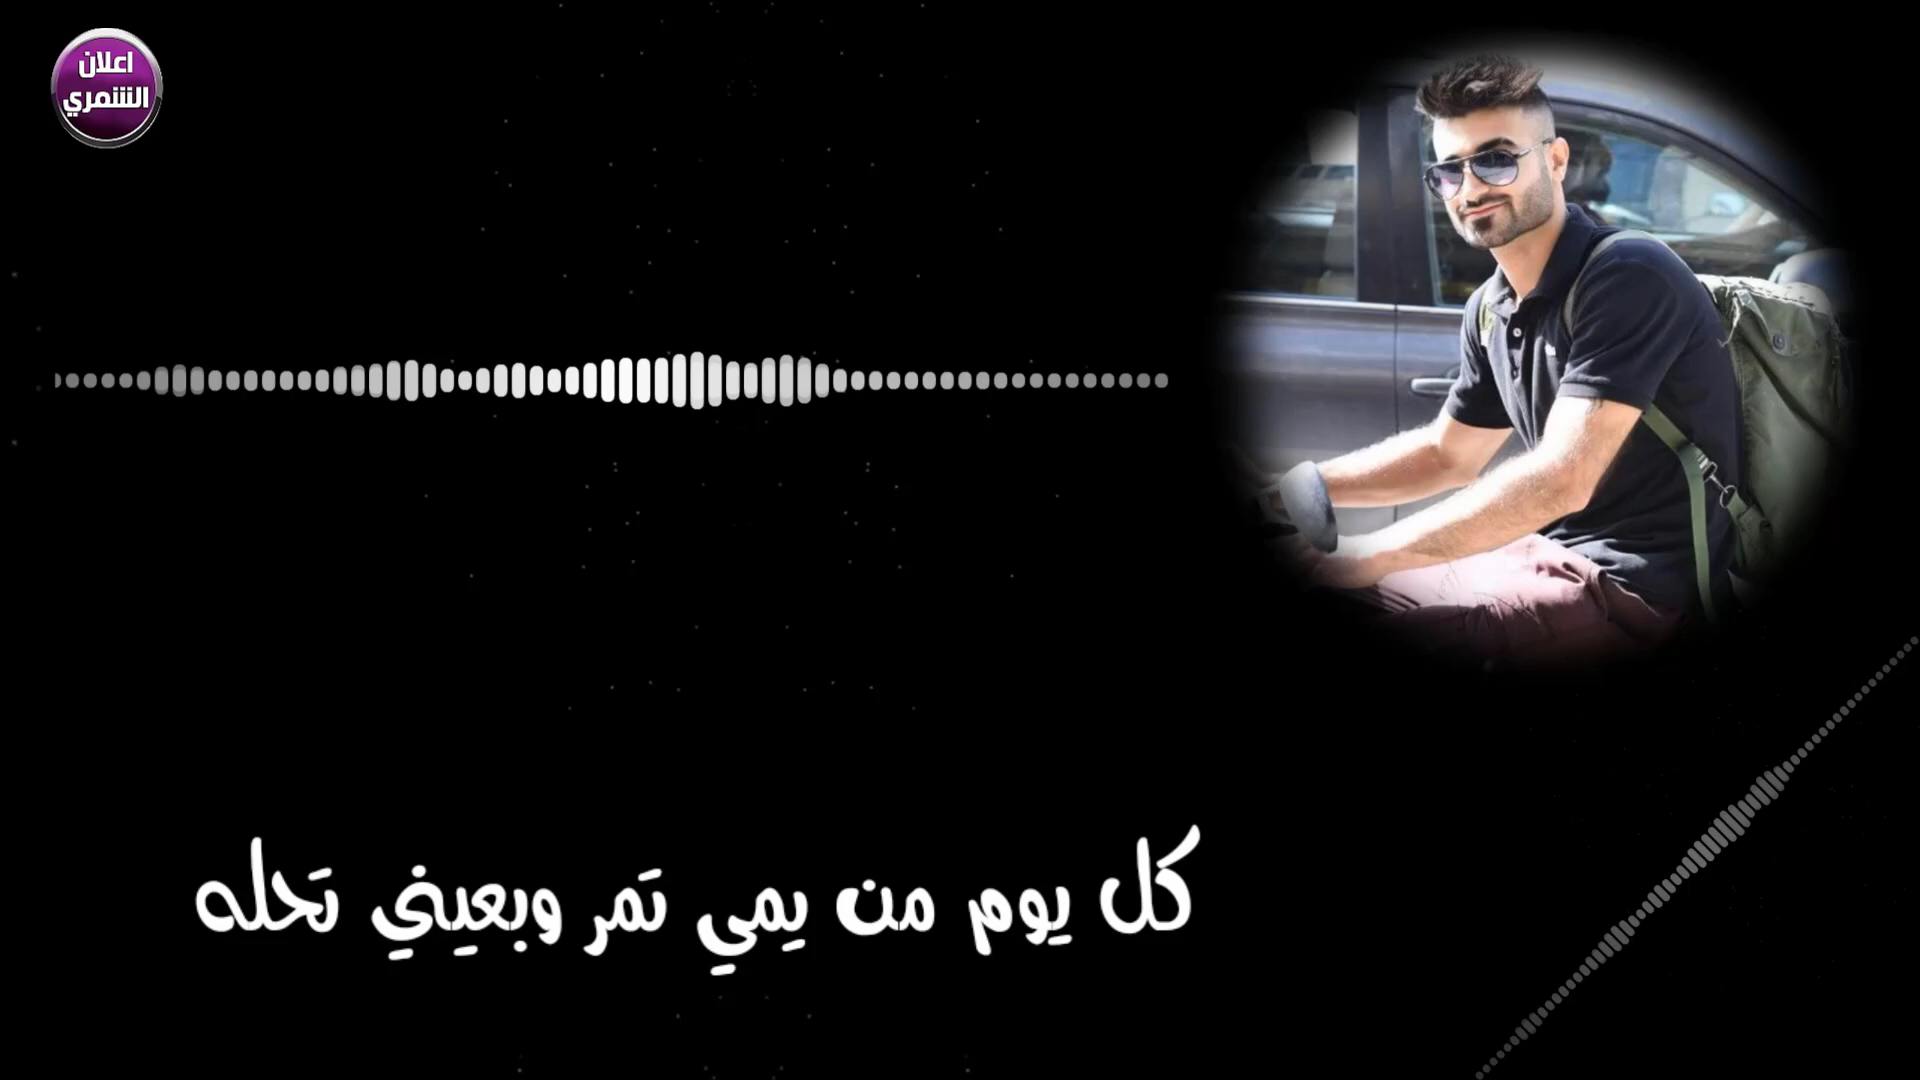 اعلان
الشمري
كل يوم من يمي تمر وبعيني تحله